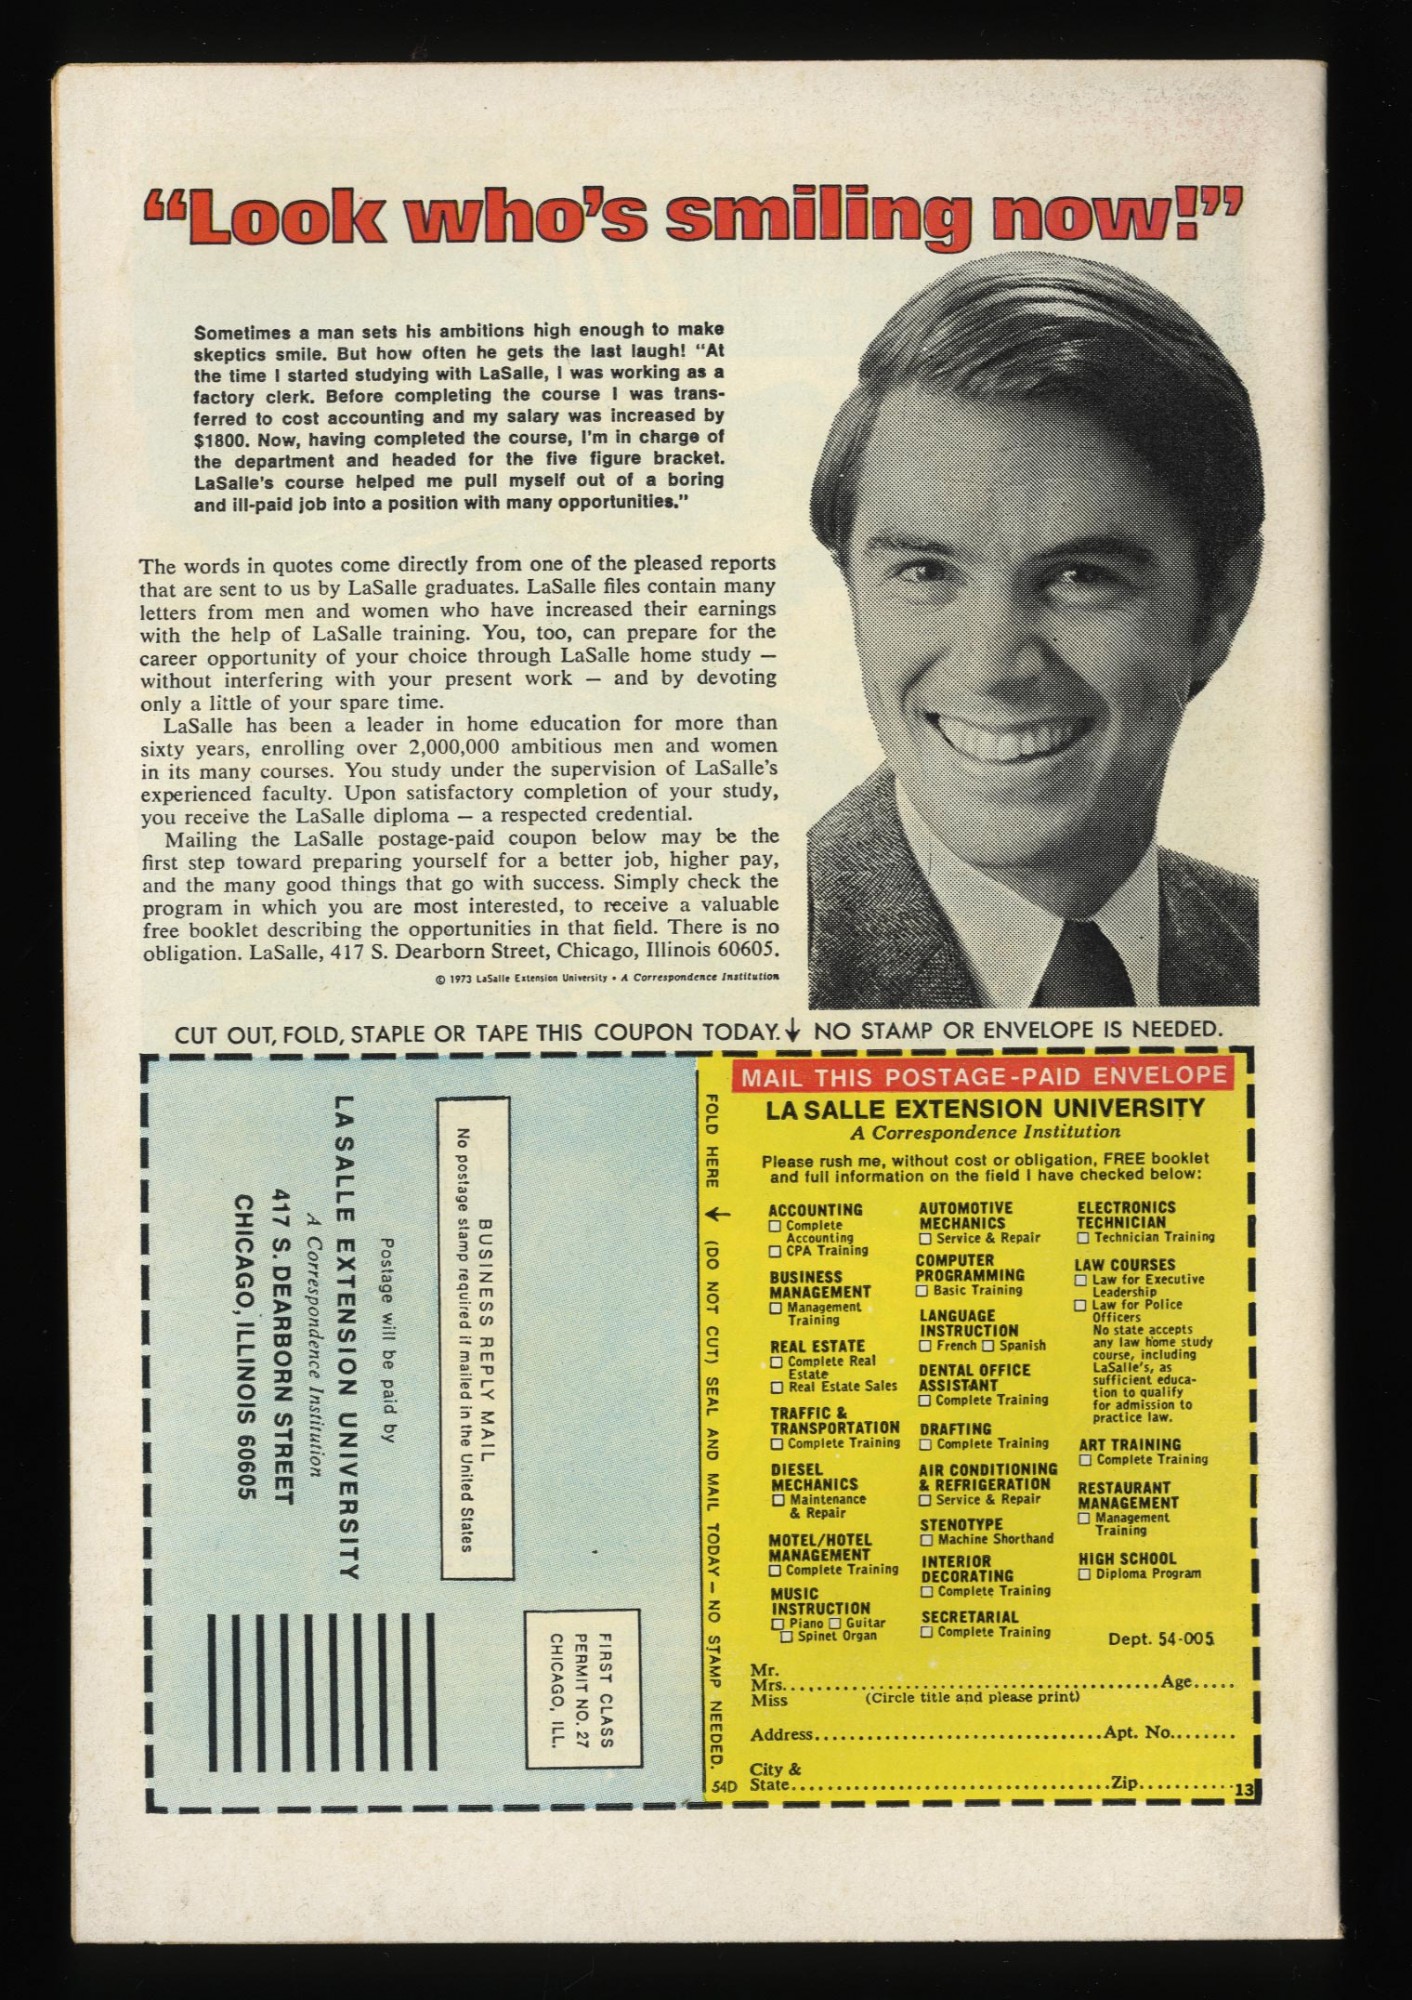 “Look who’s smiling now!”
Sometimes a man sets his ambitions high enough to make
skeptics smile. But how often he gets the last laugh! “At
the time I started studying with LaSalle, I was working as a
factory clerk. Before completing the course I was trans-
ferred to cost accounting and my salary was increased by
$1800. Now, having completed the course, I'm in charge of
the department and headed for the five figure bracket.
LaSalle's course helped me pull myself out of a boring
and ill-paid job into a position with many opportunities.”
The words in quotes come directly from one of the pleased reports
that are sent to us by LaSalle graduates. LaSalle files contain many
letters from men and women who have increased their earnings
with the help of LaSalle training. You, too, can prepare for the
career opportunity of your choice through LaSalle home study —
without interfering with your present work — and by devoting
only a little of your spare time.
LaSalle has been a leader in home education for more than
sixty years, enrolling over 2,000,000 ambitious men and women
in its many courses. You study under the supervision of LaSalle's
experienced faculty. Upon satisfactory completion of your study,
you receive the LaSalle diploma — a respected credential.
Mailing the LaSalle postage-paid coupon below may be the
first step toward preparing yourself for a better job, higher pay,
and the many good things that go with success. Simply check the
program in which you are most interested, to receive a valuable
free booklet describing the opportunities in that field. There is no
obligation. LaSalle, 417 S. Dearborn Street, Chicago, Illinois 60605.
© 1973 LaSalle Extension University • A Correspondence Institution
CUT OUT, FOLD, STAPLE OR TAPE THIS COUPON TODAY. ↓ NO STAMP OR ENVELOPE IS NEEDED.
FIRST CLASS
PERMIT NO. 27
CHICAGO, ILL.
BUSINESS REPLY MAIL
No postage stamp required if mailed in the United States
Postage will be paid by
LA SALLE EXTENSION UNIVERSITY
A Correspondence Institution
417 S. DEARBORN STREET
CHICAGO, ILLINOIS 60605
FOLD HERE ↓ (DO NOT CUT) SEAL AND MAIL TODAY — NO STAMP NEEDED.
54D
MAIL THIS POSTAGE-PAID ENVELOPE
LA SALLE EXTENSION UNIVERSITY
A Correspondence Institution
Please rush me, without cost or obligation, FREE booklet
and full information on the field I have checked below:
ACCOUNTING
☐ Complete
Accounting
☐ CPA Training
BUSINESS
MANAGEMENT
☐ Management
Training
REAL ESTATE
☐ Complete Real
Estate
☐ Real Estate Sales
TRAFFIC &
TRANSPORTATION
☐ Complete Training
DIESEL
MECHANICS
☐ Maintenance
& Repair
MOTEL/HOTEL
MANAGEMENT
☐ Complete Training
MUSIC
INSTRUCTION
☐ Piano ☐ Guitar
☐ Spinet Organ
AUTOMOTIVE
MECHANICS
☐ Service & Repair
COMPUTER
PROGRAMMING
☐ Basic Training
LANGUAGE
INSTRUCTION
☐ French ☐ Spanish
DENTAL OFFICE
ASSISTANT
☐ Complete Training
DRAFTING
☐ Complete Training
AIR CONDITIONING
& REFRIGERATION
☐ Service & Repair
STENOTYPE
☐ Machine Shorthand
INTERIOR
DECORATING
☐ Complete Training
SECRETARIAL
☐ Complete Training
ELECTRONICS
TECHNICIAN
☐ Technician Training
LAW COURSES
☐ Law for Executive
Leadership
☐ Law for Police
Officers
No state accepts
any law home study
course, including
LaSalle's, as
sufficient educa-
tion to qualify
for admission to
practice law.
ART TRAINING
☐ Complete Training
RESTAURANT
MANAGEMENT
☐ Management
Training
HIGH SCHOOL
☐ Diploma Program
Dept. 54-005
Mr.
Mrs. ........ Age.....
Miss (Circle title and please print)
Address........ Apt. No........
City &
State........ Zip........
13